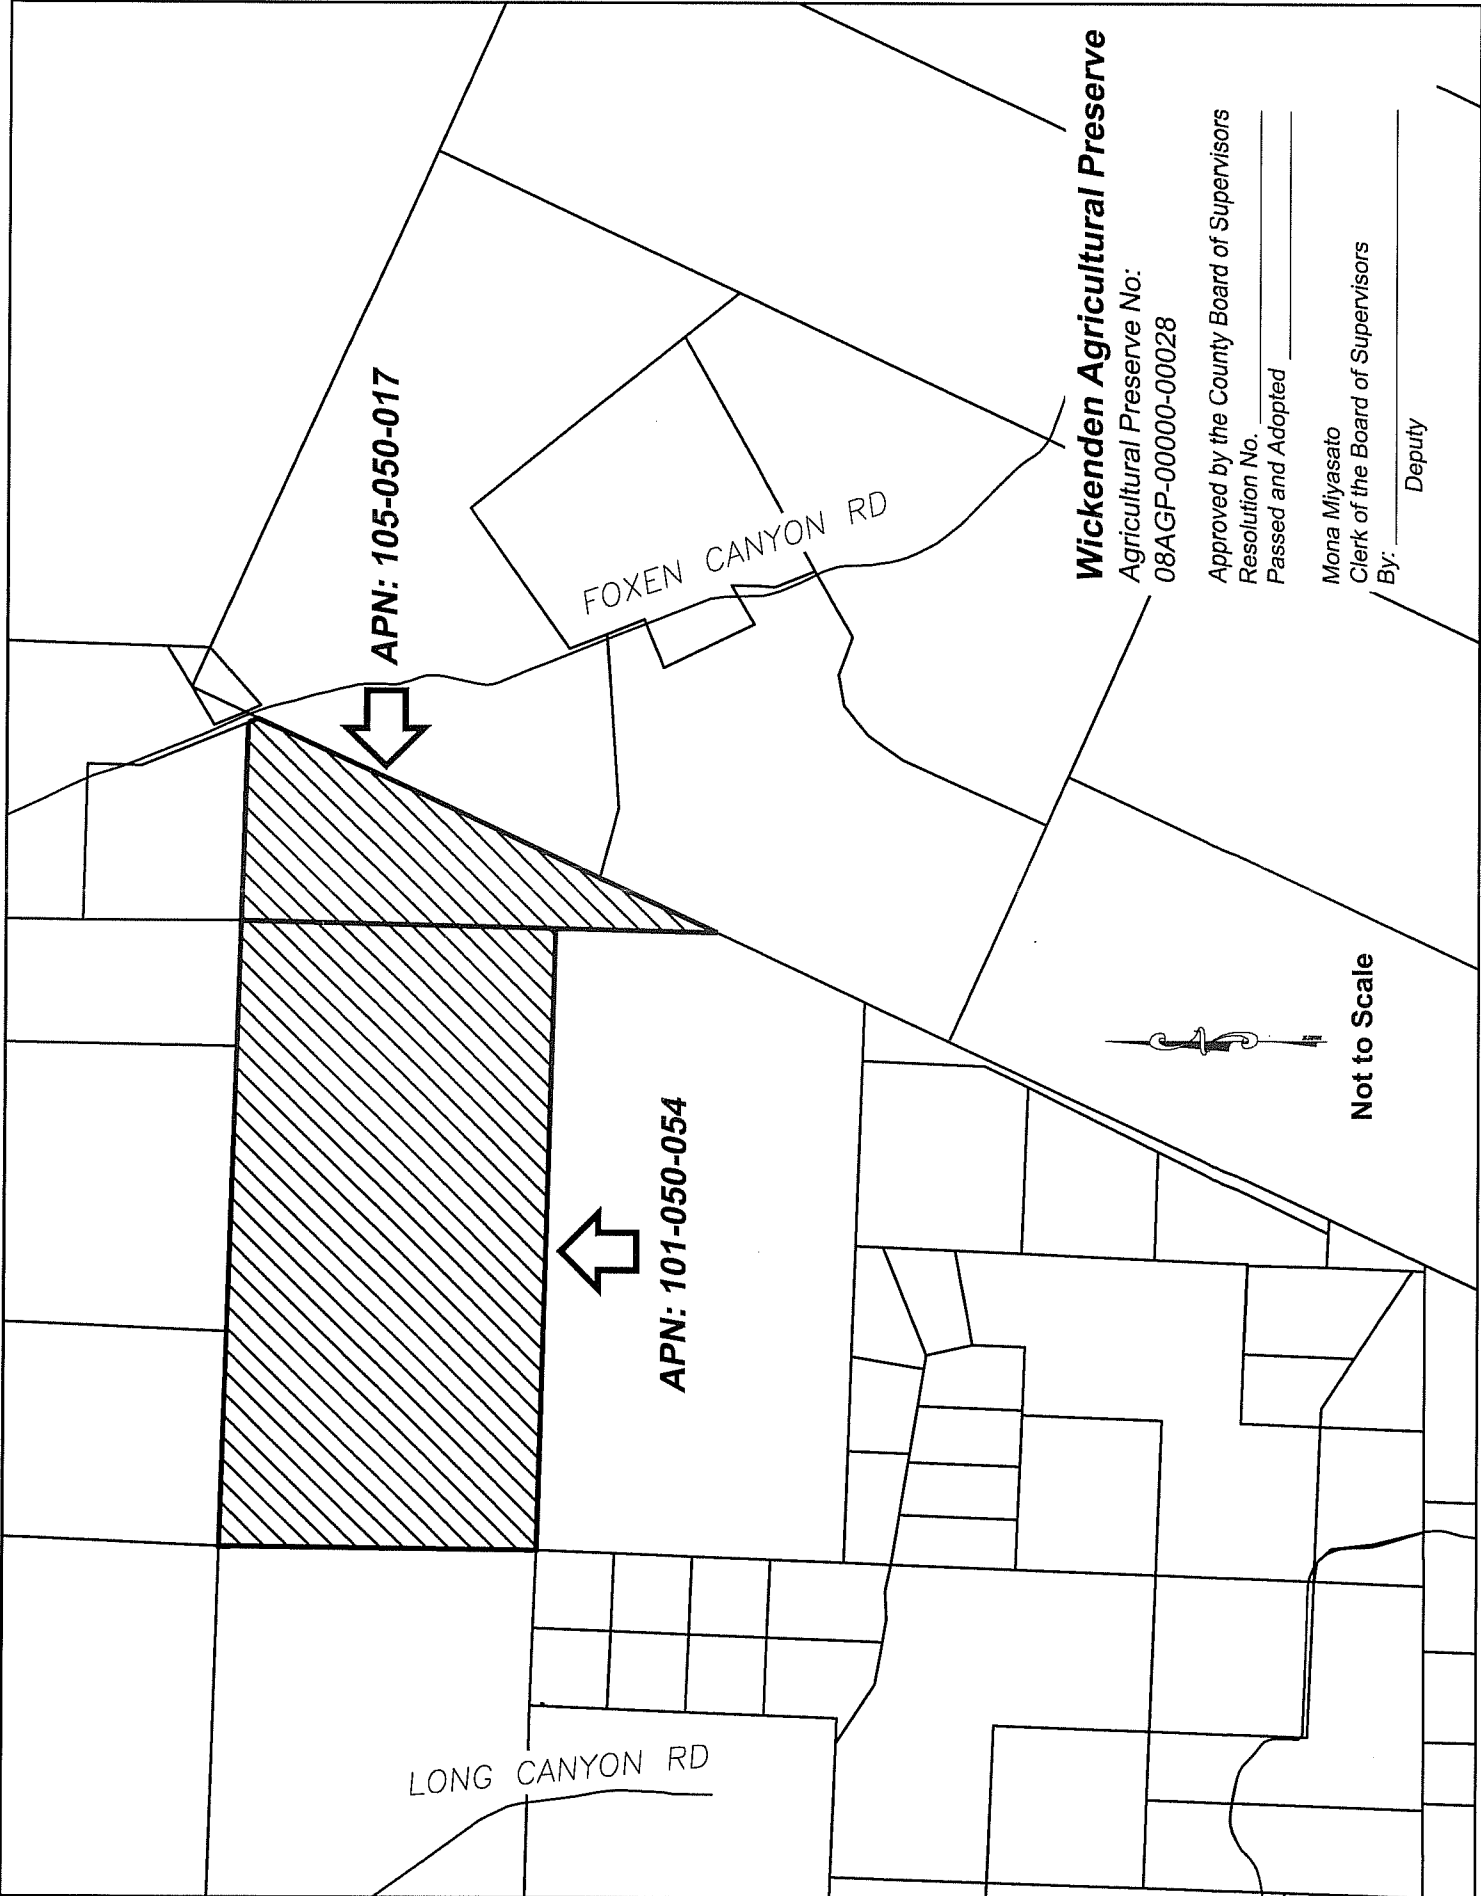 APN: 105-050-017
FOXEN CANYON RD
APN: 101-050-054
LONG CANYON RD
Wickenden Agricultural Preserve
Agricultural Preserve No:
08AGP-00000-00028
Approved by the County Board of Supervisors
Resolution No.
Passed and Adopted
Mona Miyasato
Clerk of the Board of Supervisors
By:
Deputy
Not to Scale